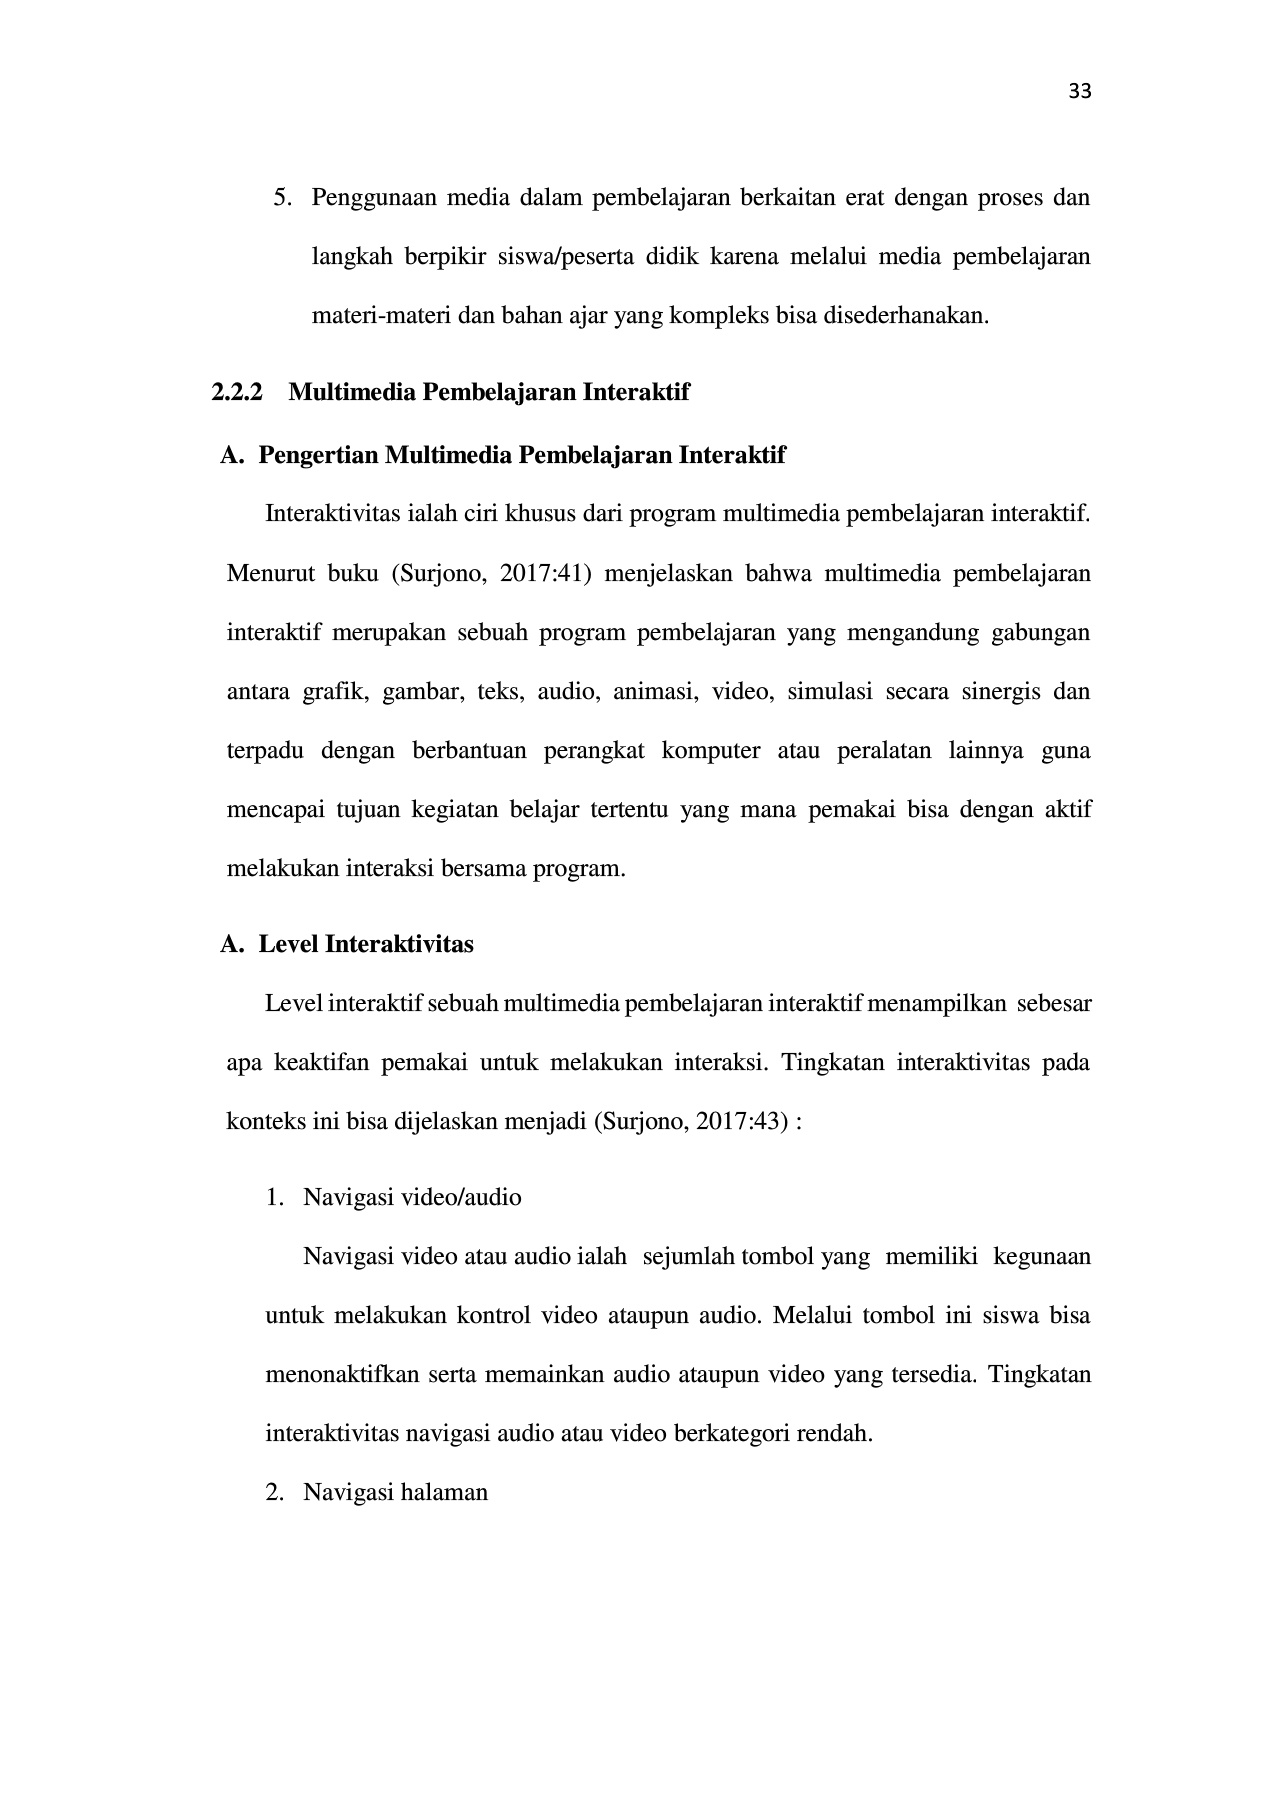 33
5. Penggunaan media dalam pembelajaran berkaitan erat dengan proses dan
langkah berpikir siswa/peserta didik karena melalui media pembelajaran
materi-materi dan bahan ajar yang kompleks bisa disederhanakan.
2.2.2 Multimedia Pembelajaran Interaktif
A. Pengertian Multimedia Pembelajaran Interaktif
Interaktivitas ialah ciri khusus dari program multimedia pembelajaran interaktif.
Menurut buku (Surjono, 2017:41) menjelaskan bahwa multimedia pembelajaran
interaktif merupakan sebuah program pembelajaran yang mengandung gabungan
antara grafik, gambar, teks, audio, animasi, video, simulasi secara sinergis dan
terpadu dengan berbantuan perangkat komputer atau peralatan lainnya guna
mencapai tujuan kegiatan belajar tertentu yang mana pemakai bisa dengan aktif
melakukan interaksi bersama program.
A. Level Interaktivitas
Level interaktif sebuah multimedia pembelajaran interaktif menampilkan sebesar
apa keaktifan pemakai untuk melakukan interaksi. Tingkatan interaktivitas pada
konteks ini bisa dijelaskan menjadi (Surjono, 2017:43) :
1. Navigasi video/audio
Navigasi video atau audio ialah sejumlah tombol yang memiliki kegunaan
untuk melakukan kontrol video ataupun audio. Melalui tombol ini siswa bisa
menonaktifkan serta memainkan audio ataupun video yang tersedia. Tingkatan
interaktivitas navigasi audio atau video berkategori rendah.
2. Navigasi halaman